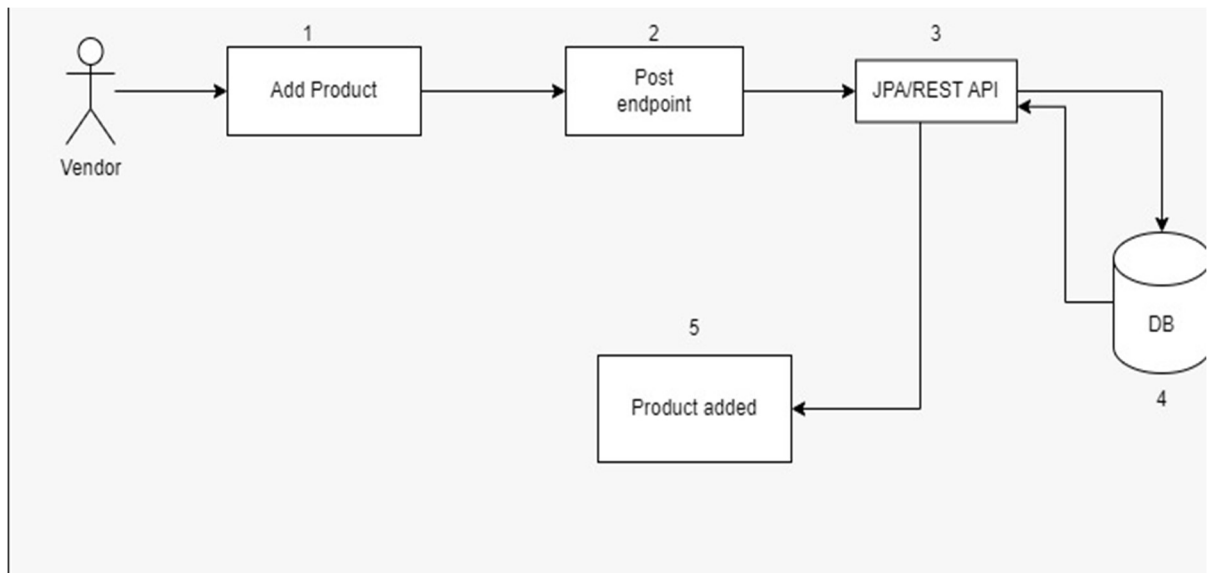 1
2
3
Add Product
Post
endpoint
JPA/REST API
Vendor
DB
4
5
Product added